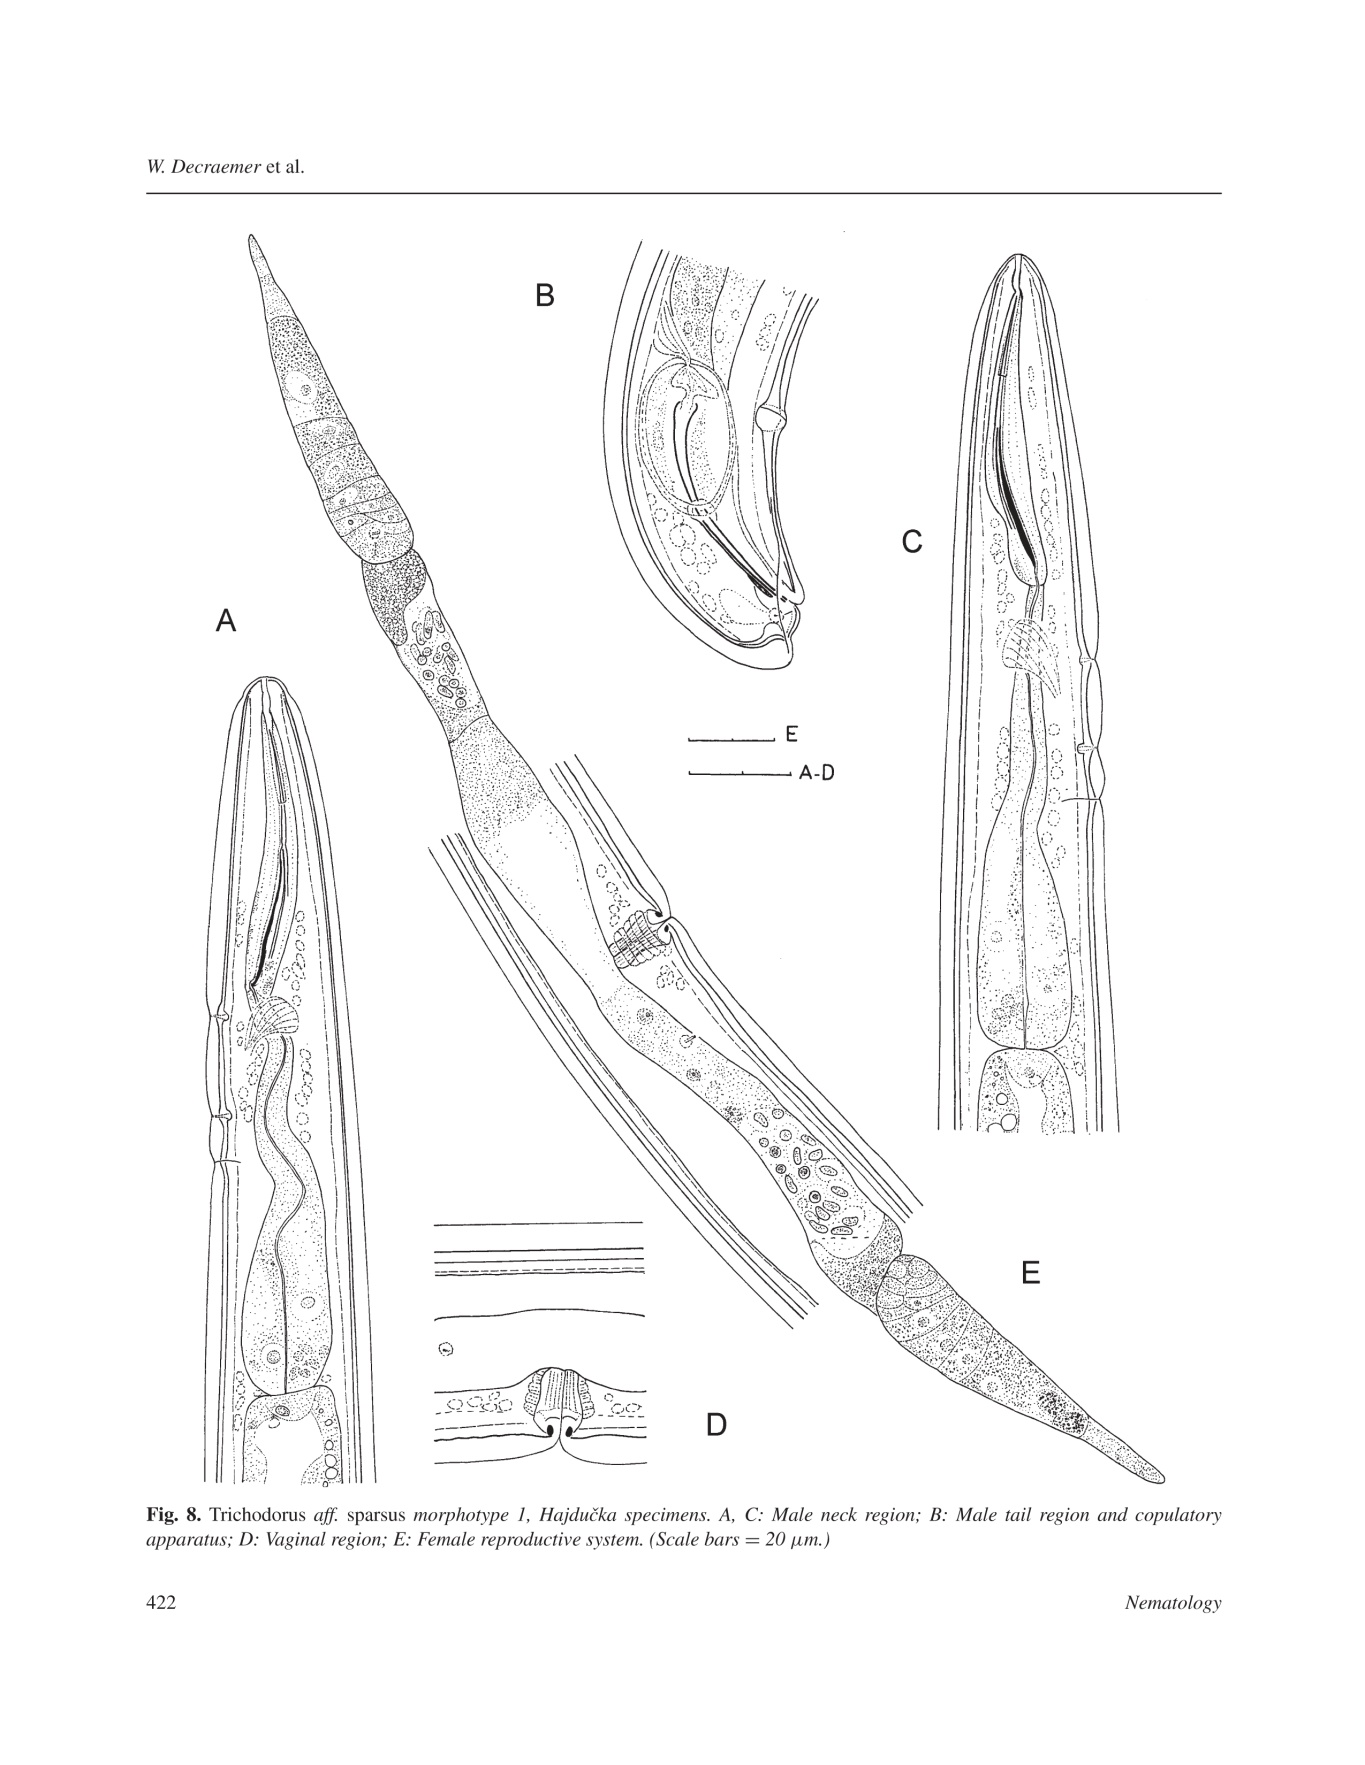 W. Decraemer et al.
B
C
A
E
A-D
E
D
Fig. 8. Trichodorus aff. sparsus morphotype 1, Hajdučka specimens. A, C: Male neck region; B: Male tail region and copulatory
apparatus; D: Vaginal region; E: Female reproductive system. (Scale bars = 20 μm.)
422
Nematology